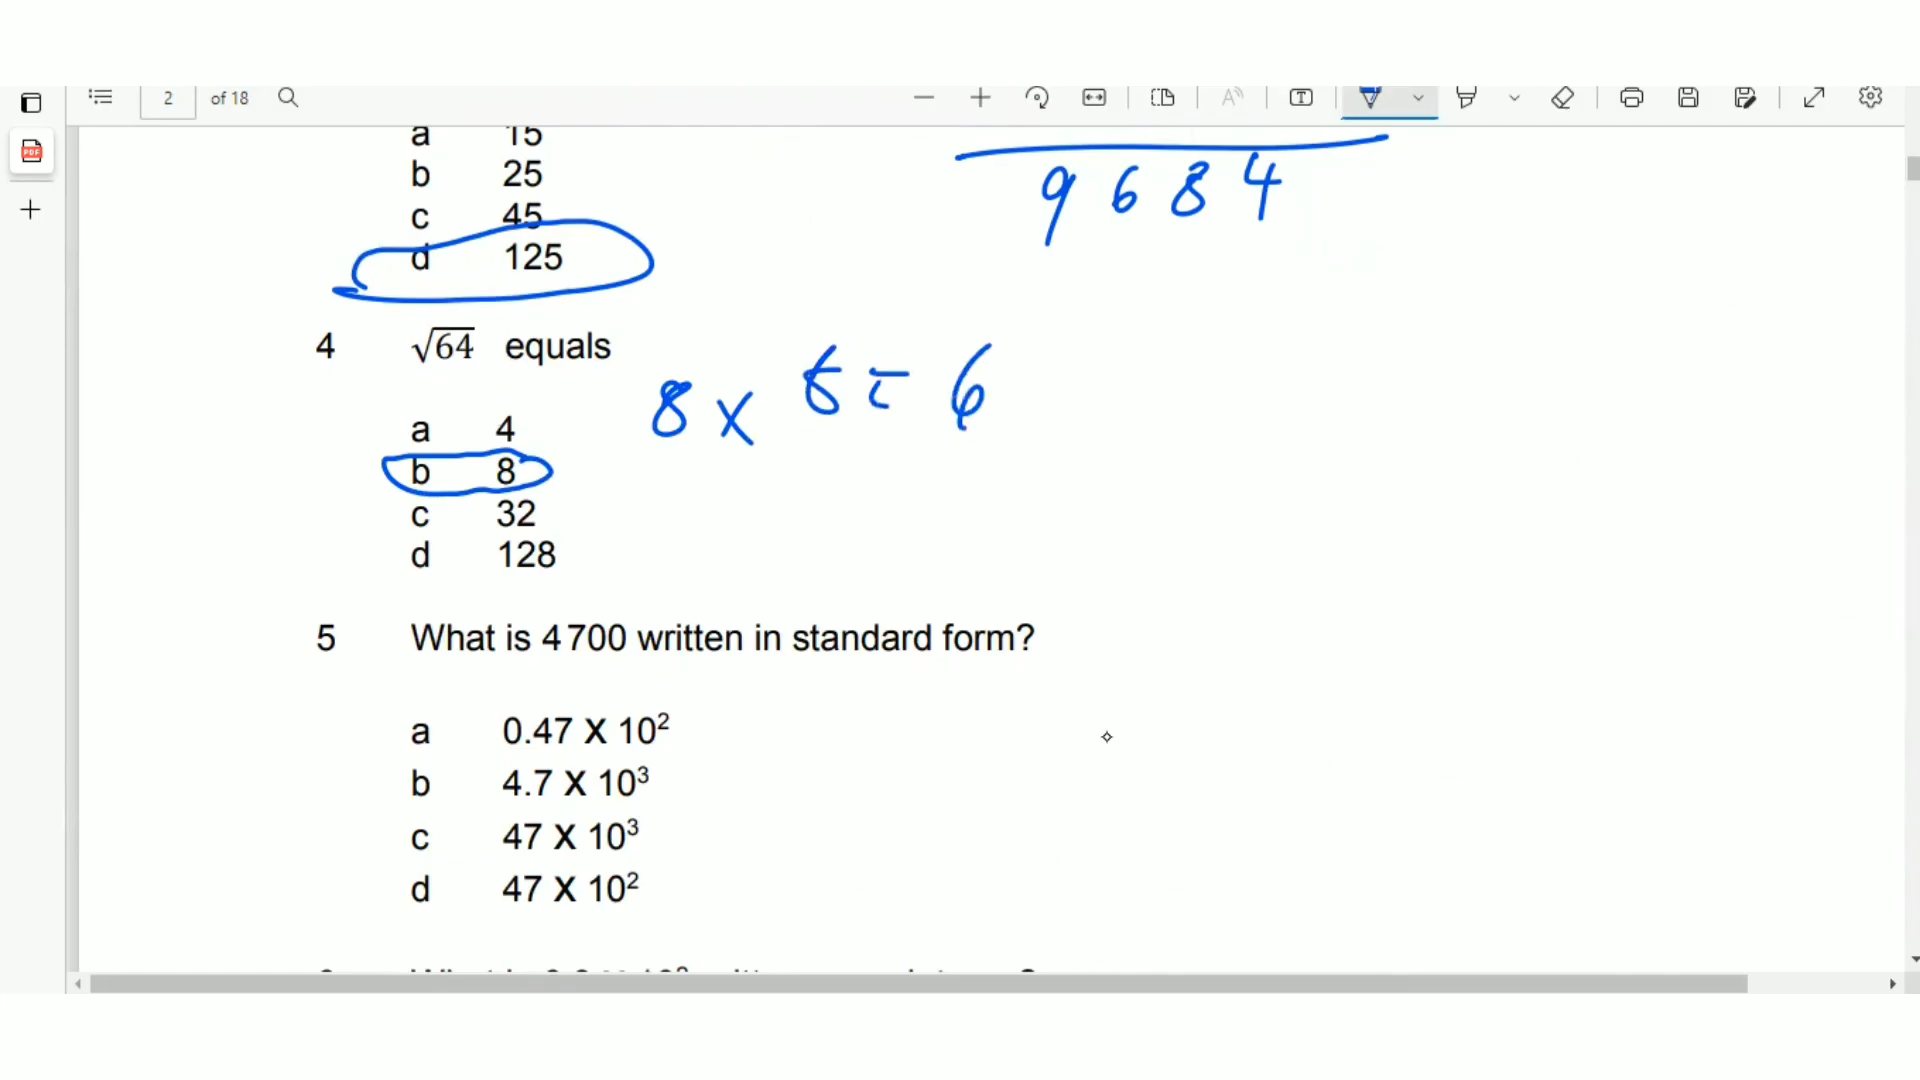 2 of 18
PDF
a 15
b 25
c 45
d 125
9 6 8 4
4 √64 equals
8 x 8 = 6
a 4
b 8
c 32
d 128
5 What is 4 700 written in standard form?
a 0.47 X 10²
b 4.7 X 10³
c 47 X 10³
d 47 X 10²